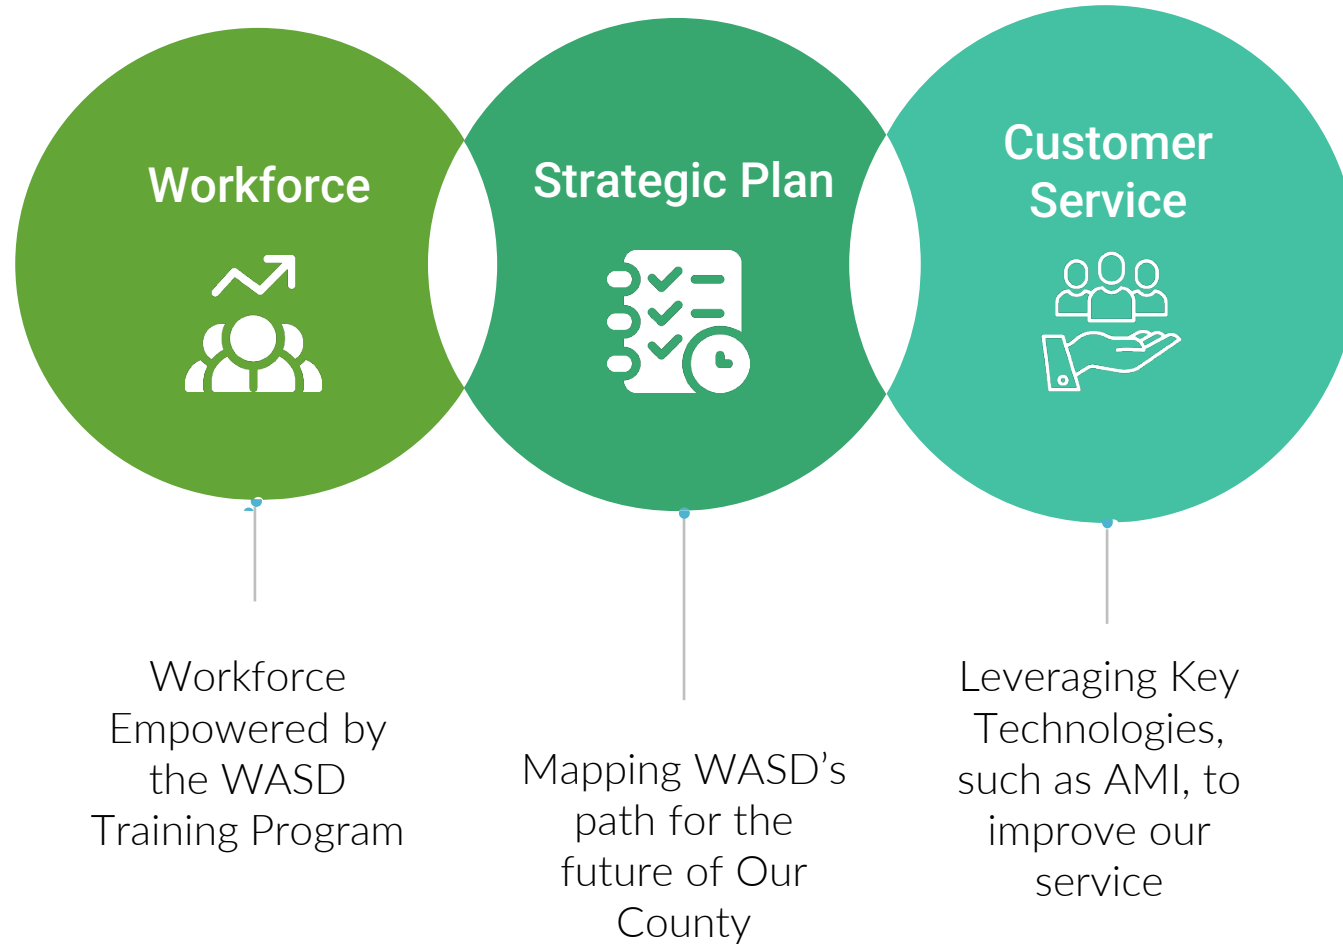 Workforce
Strategic Plan
Customer
Service
Workforce
Empowered by
the WASD
Training Program
Mapping WASD’s
path for the
future of Our
County
Leveraging Key
Technologies,
such as AMI, to
improve our
service